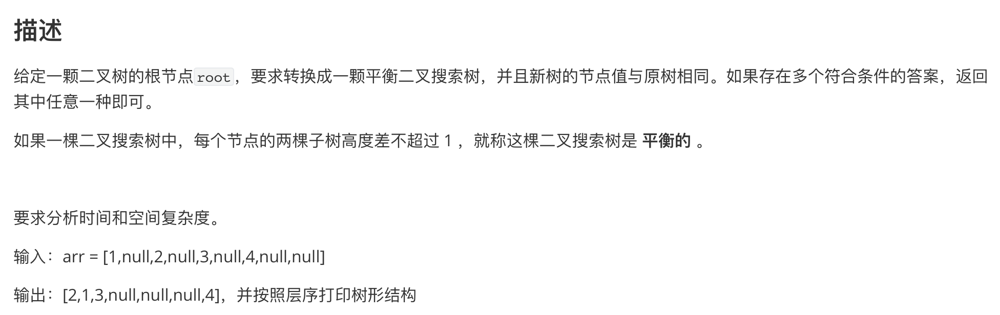 描述
给定一颗二叉树的根节点root，要求转换成一颗平衡二叉搜索树，并且新树的节点值与原树相同。如果存在多个符合条件的答案，返回
其中任意一种即可。
如果一棵二叉搜索树中，每个节点的两棵子树高度差不超过 1 ，就称这棵二叉搜索树是 平衡的 。
要求分析时间和空间复杂度。
输入：arr = [1,null,2,null,3,null,4,null,null]
输出：[2,1,3,null,null,null,4]，并按照层序打印树形结构